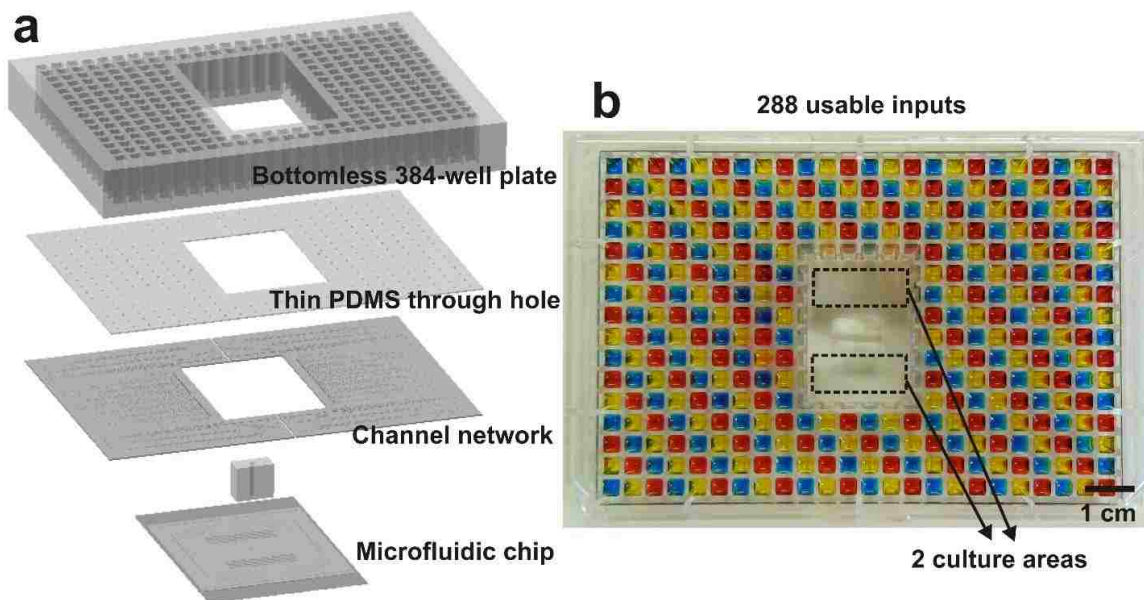 a
Bottomless 384-well plate
Thin PDMS through hole
Channel network
Microfluidic chip
b
288 usable inputs
1 cm
2 culture areas